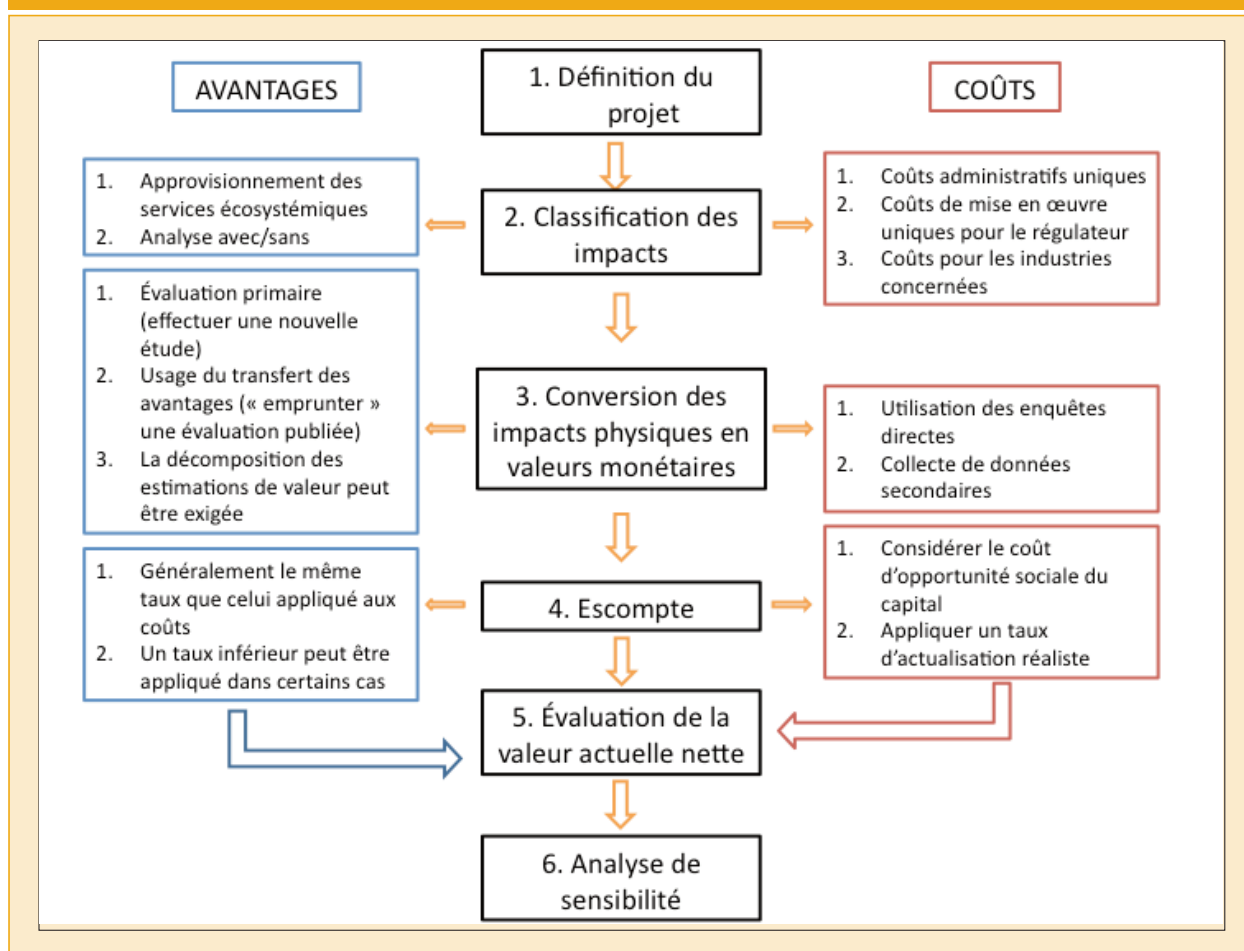 AVANTAGES
1. Définition du
projet
COÛTS
1. Approvisionnement des
services écosystémiques
2. Analyse avec/sans
2. Classification des
impacts
1. Coûts administratifs uniques
2. Coûts de mise en œuvre
uniques pour le régulateur
3. Coûts pour les industries
concernées
1. Évaluation primaire
(effectuer une nouvelle
étude)
2. Usage du transfert des
avantages (« emprunter »
une évaluation publiée)
3. La décomposition des
estimations de valeur peut
être exigée
3. Conversion des
impacts physiques en
valeurs monétaires
1. Utilisation des enquêtes
directes
2. Collecte de données
secondaires
1. Généralement le même
taux que celui appliqué aux
coûts
2. Un taux inférieur peut être
appliqué dans certains cas
4. Escompte
1. Considérer le coût
d’opportunité sociale du
capital
2. Appliquer un taux
d’actualisation réaliste
5. Évaluation de la
valeur actuelle nette
6. Analyse de
sensibilité